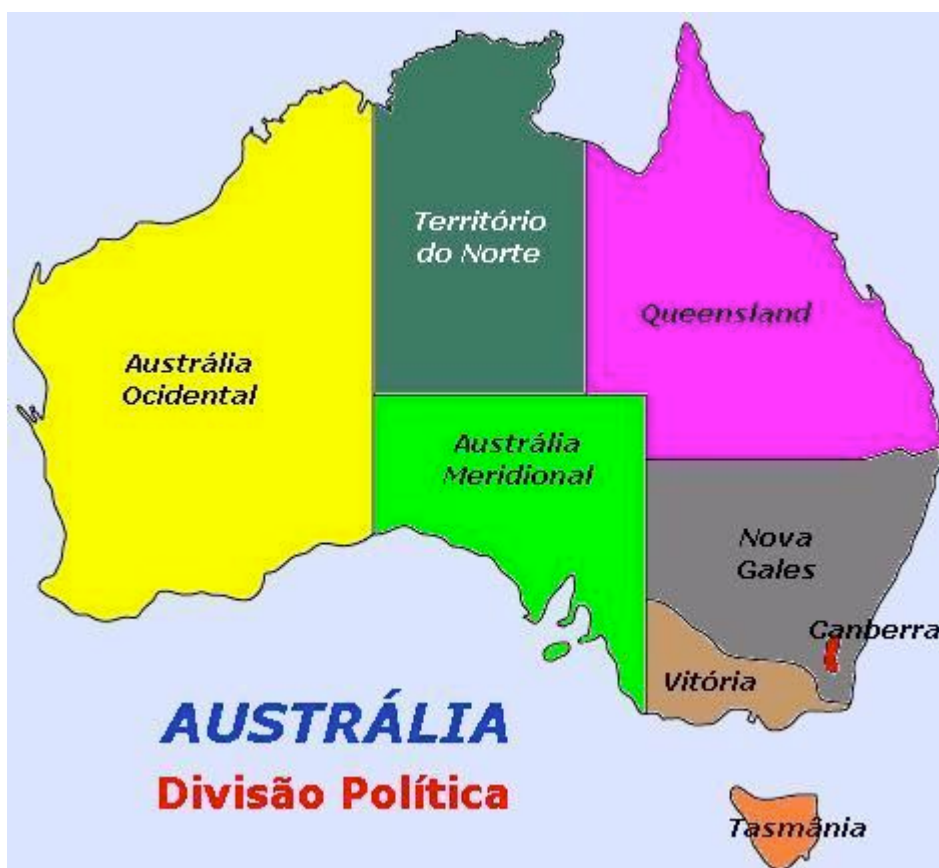 Território
do Norte
Queensland
Austrália
Ocidental
Austrália
Meridional
Nova
Gales
Canberra
Vitória
AUSTRÁLIA
Divisão Política
Tasmânia